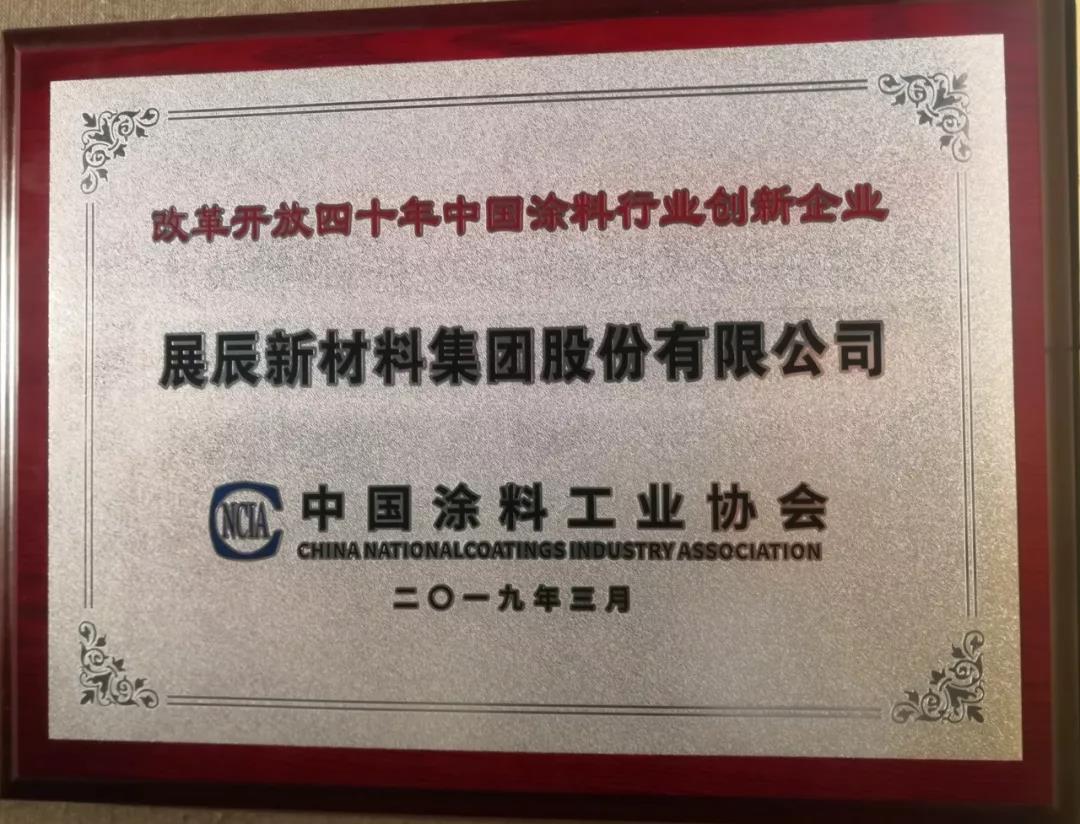 改革开放四十年中国涂料行业创新企业
展辰新材料集团股份有限公司
NCIA
中国涂料工业协会
CHINA NATIONAL COATINGS INDUSTRY ASSOCIATION
二〇一九年三月